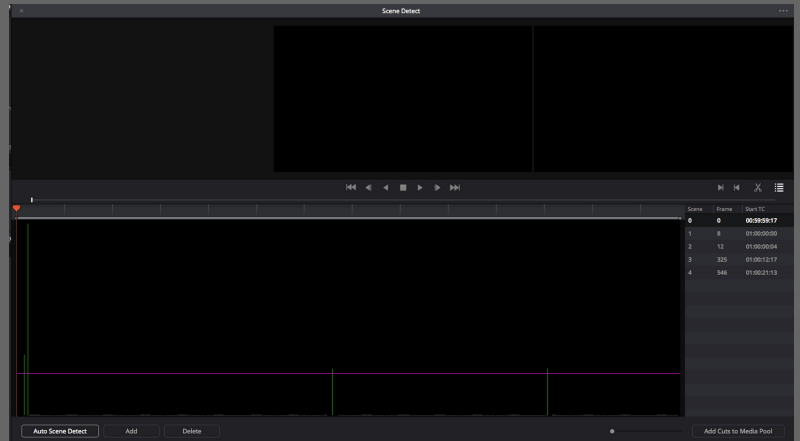 Scene Detect
Scene Frame Start TC
0 0 00:59:59:17
1 8 01:00:00:00
2 12 01:00:00:04
3 325 01:00:12:17
4 546 01:00:21:13
Auto Scene Detect Add Delete Add Cuts to Media Pool